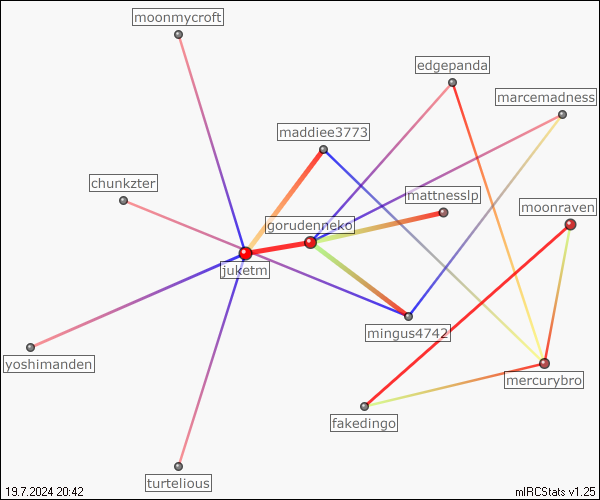 moonmycroft
edgepanda
marcemadness
maddiee3773
chunkzter
mattnesslp
moonraven
gorudenneko
juketm
mingus4742
yoshimanden
mercurybro
fakedingo
turtelious
19.7.2024 20:42
mIRCStats v1.25